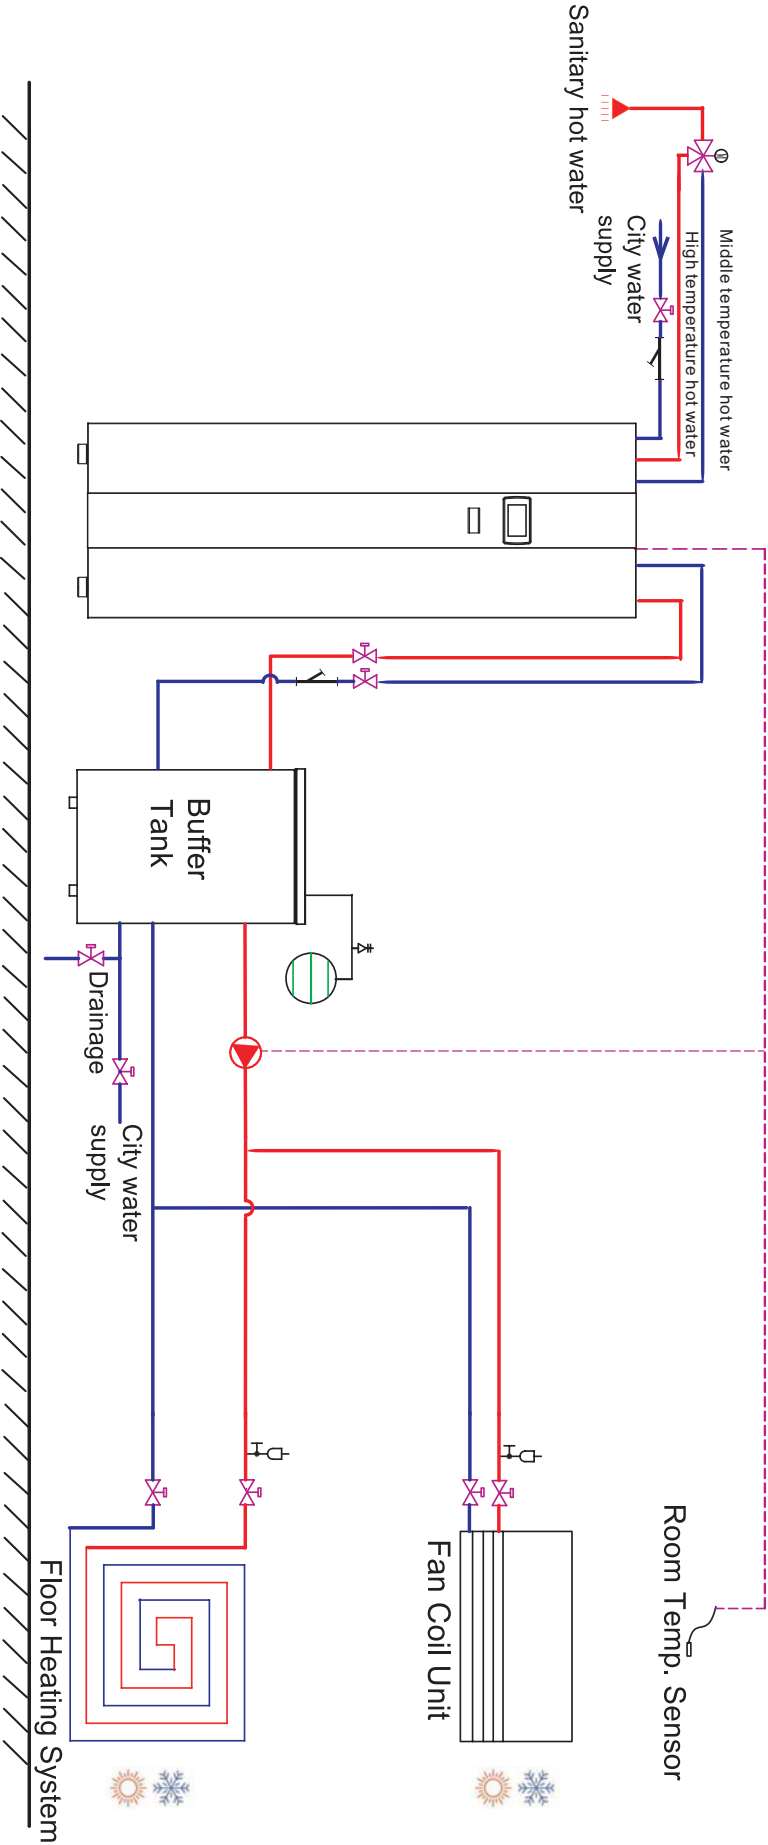 Sanitary hot water
City water
supply
Middle temperature hot water
High temperature hot water
M
Buffer
Tank
Drainage
City water
supply
Room Temp. Sensor
Fan Coil Unit
Floor Heating System